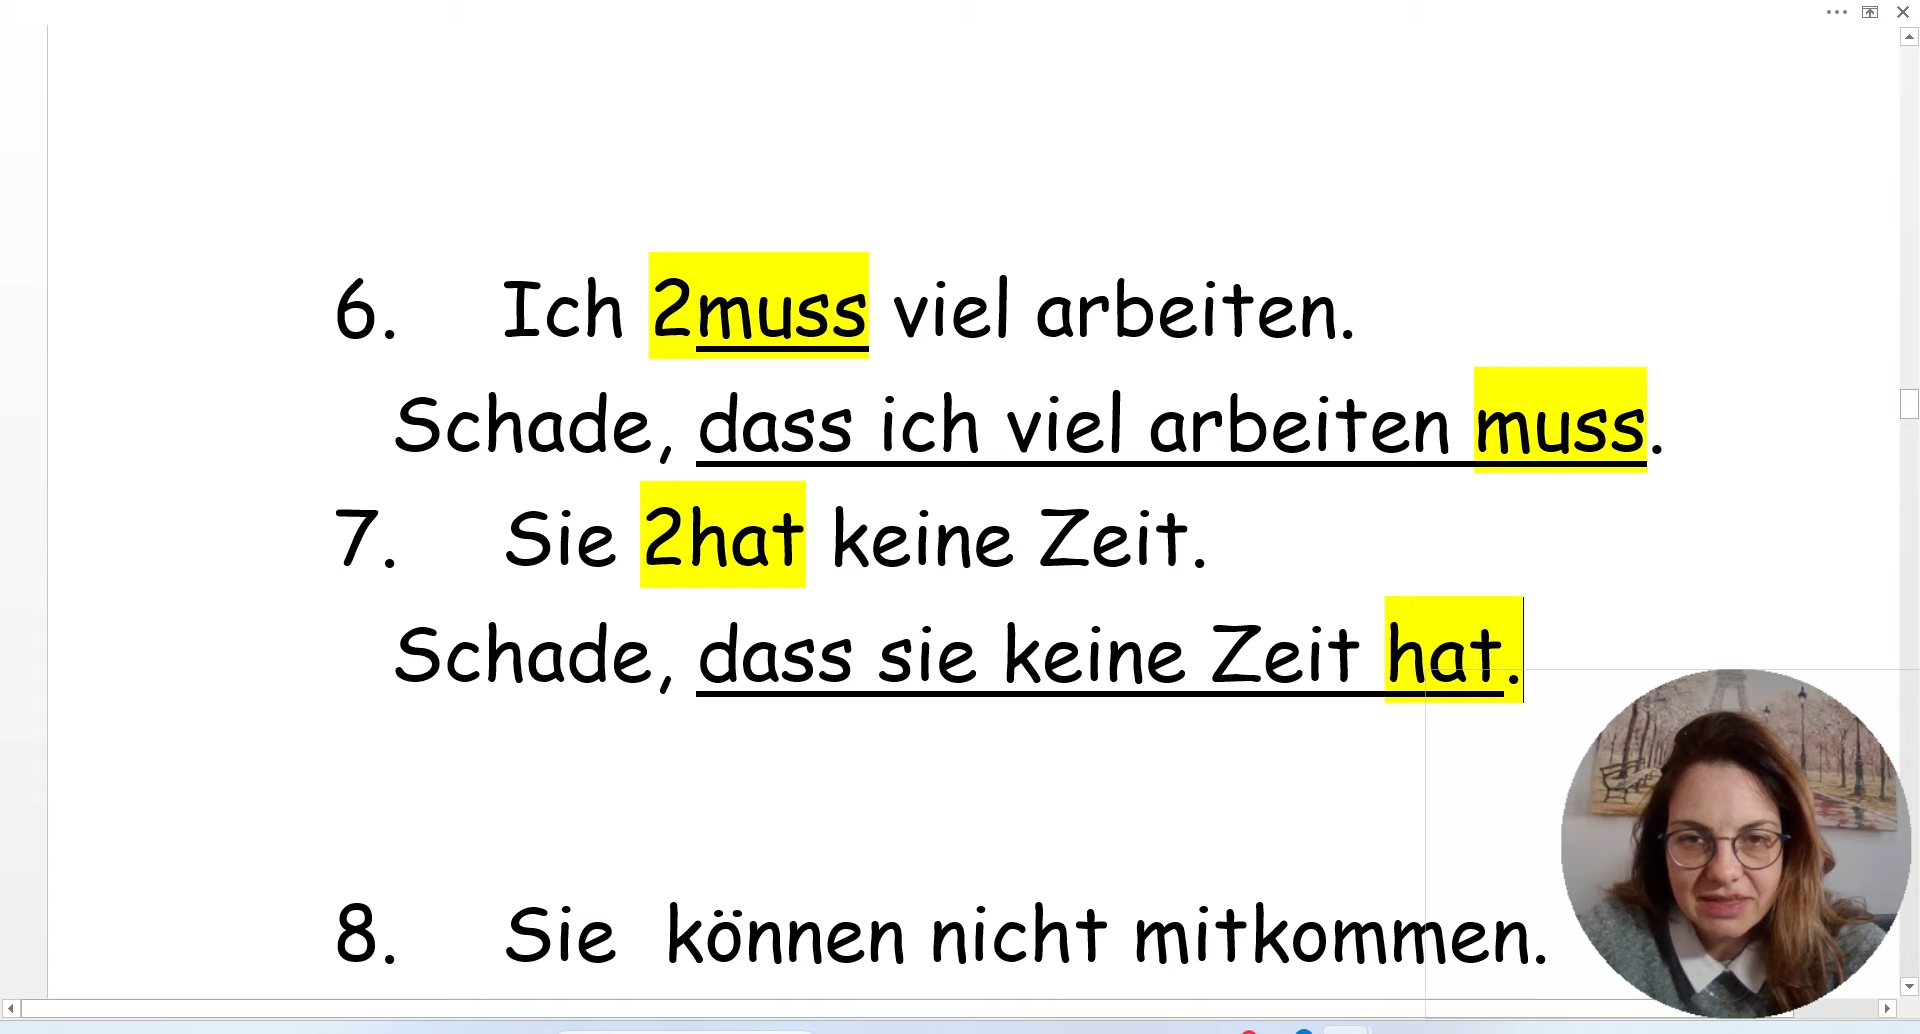 6. Ich 2muss viel arbeiten.
Schade, dass ich viel arbeiten muss.
7. Sie 2hat keine Zeit.
Schade, dass sie keine Zeit hat.
8. Sie können nicht mitkommen.